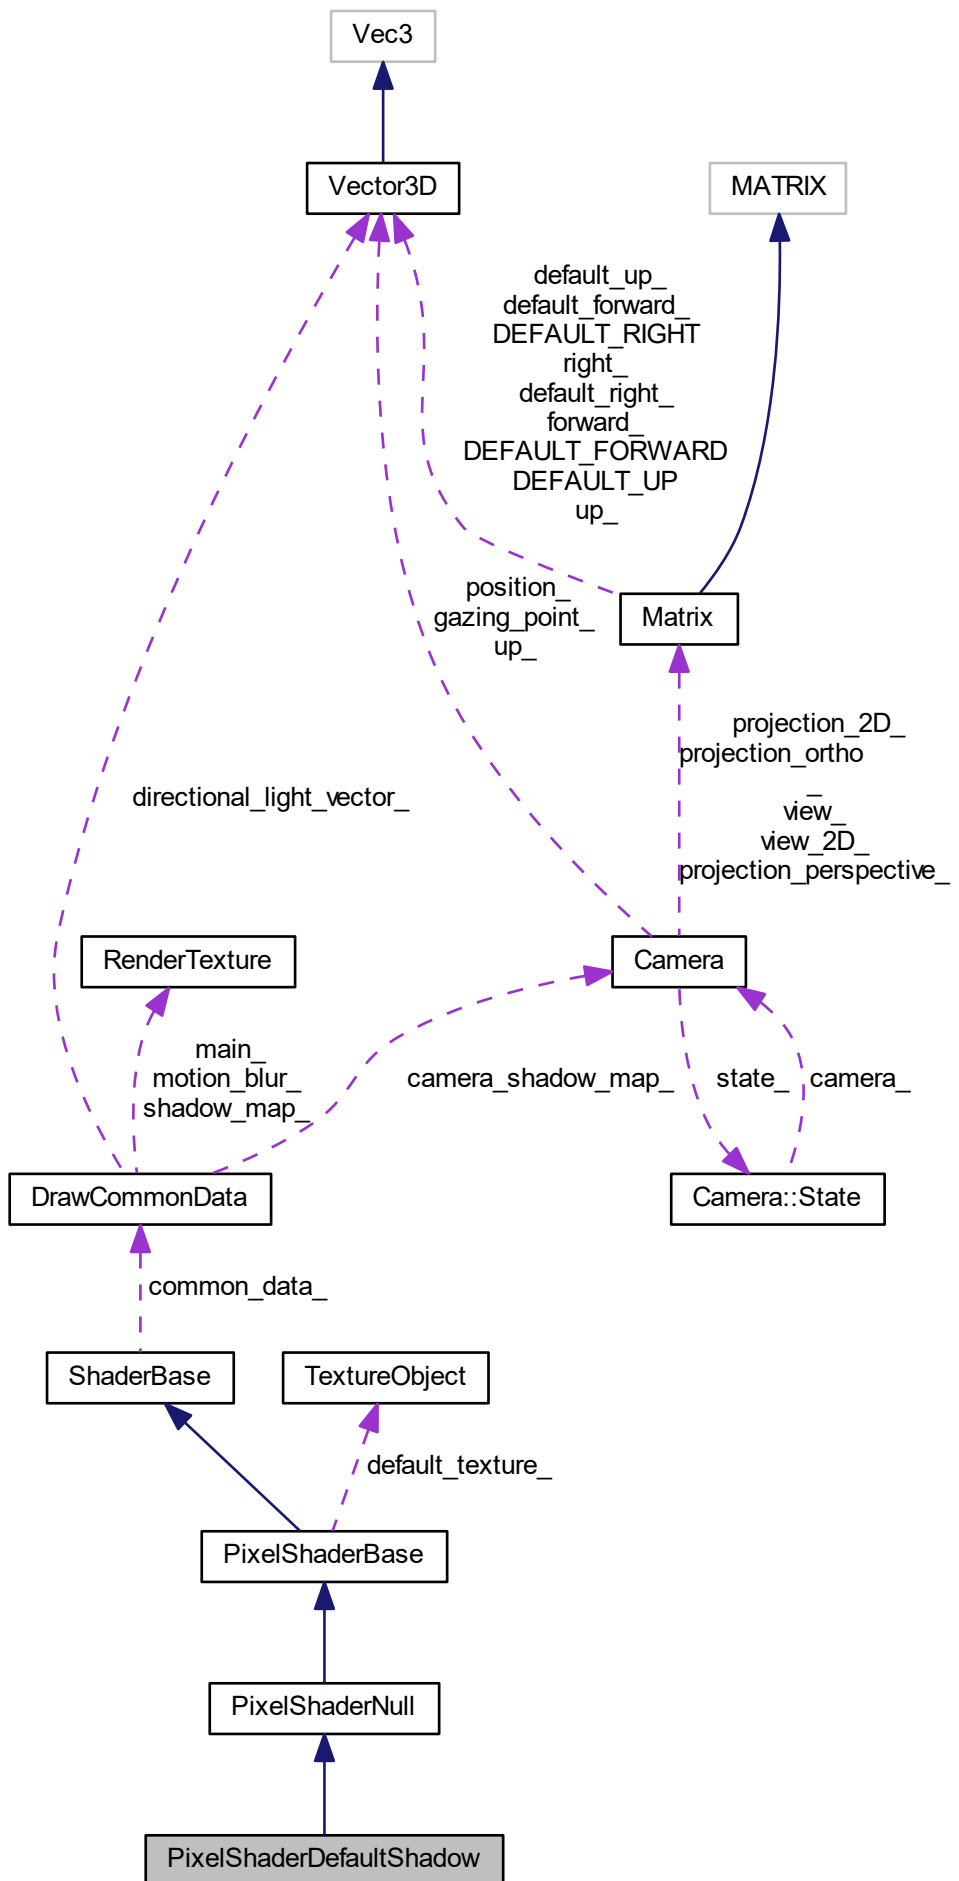 Vec3
Vector3D
MATRIX
default_up_
default_forward_
DEFAULT_RIGHT
right_
default_right_
forward_
DEFAULT_FORWARD
DEFAULT_UP
up_
position_
gazing_point_
up_
Matrix
projection_2D_
projection_ortho
_
view_
view_2D_
projection_perspective_
directional_light_vector_
RenderTexture
Camera
main_
motion_blur_
shadow_map_
camera_shadow_map_
state_
camera_
DrawCommonData
Camera::State
common_data_
ShaderBase
TextureObject
default_texture_
PixelShaderBase
PixelShaderNull
PixelShaderDefaultShadow